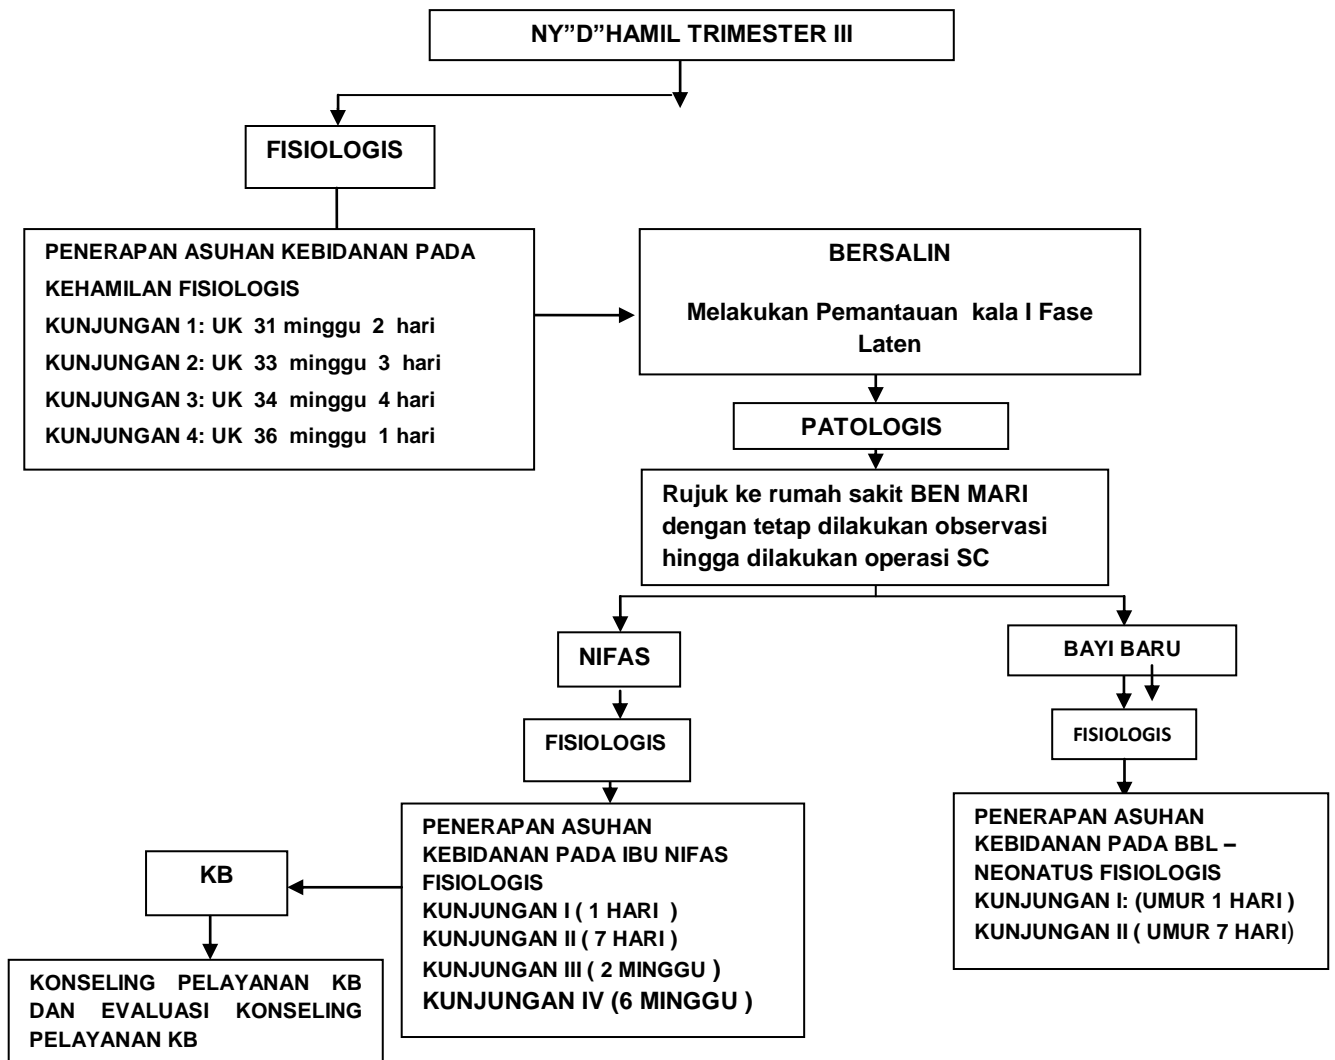 NY”D”HAMIL TRIMESTER III
FISIOLOGIS
PENERAPAN ASUHAN KEBIDANAN PADA
KEHAMILAN FISIOLOGIS
KUNJUNGAN 1: UK 31 minggu 2 hari
KUNJUNGAN 2: UK 33 minggu 3 hari
KUNJUNGAN 3: UK 34 minggu 4 hari
KUNJUNGAN 4: UK 36 minggu 1 hari
BERSALIN
Melakukan Pemantauan kala I Fase
Laten
PATOLOGIS
Rujuk ke rumah sakit BEN MARI
dengan tetap dilakukan observasi
hingga dilakukan operasi SC
NIFAS
FISIOLOGIS
PENERAPAN ASUHAN
KEBIDANAN PADA IBU NIFAS
FISIOLOGIS
KUNJUNGAN I ( 1 HARI )
KUNJUNGAN II ( 7 HARI )
KUNJUNGAN III ( 2 MINGGU )
KUNJUNGAN IV (6 MINGGU )
KB
KONSELING PELAYANAN KB
DAN EVALUASI KONSELING
PELAYANAN KB
BAYI BARU
FISIOLOGIS
PENERAPAN ASUHAN
KEBIDANAN PADA BBL –
NEONATUS FISIOLOGIS
KUNJUNGAN I: (UMUR 1 HARI )
KUNJUNGAN II ( UMUR 7 HARI)